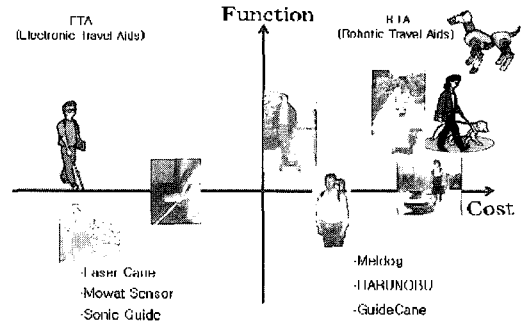 Function
ETA
(Electronic Travel Aids)
RTA
(Robotic Travel Aids)
Cost
-Laser Cane
-Mowat Sensor
-Sonic Guide
-Meldog
-HARUNOBU
-GuideCane